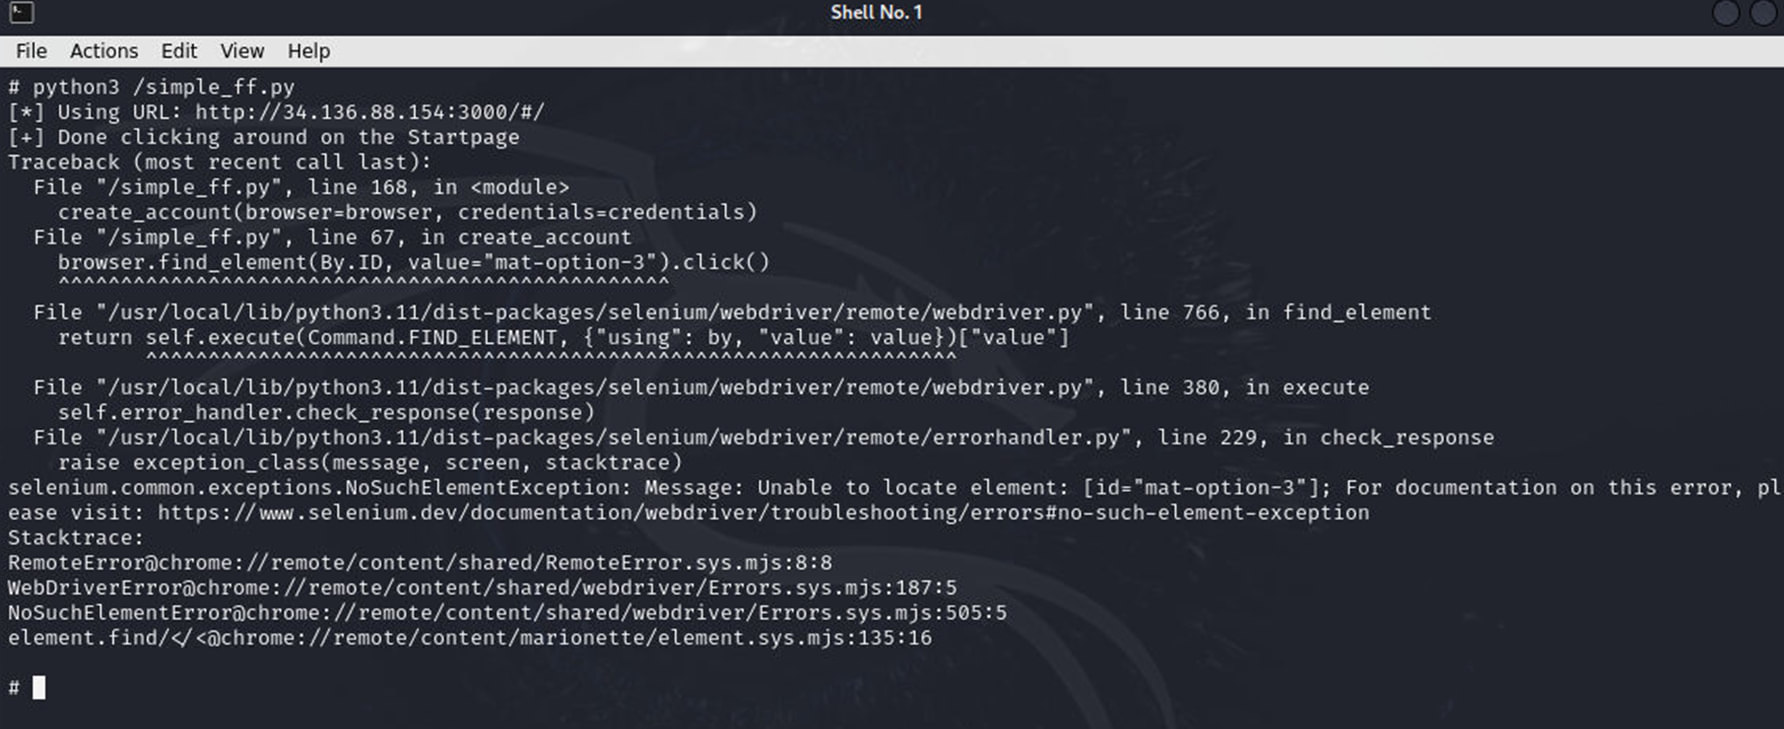 Shell No. 1
File Actions Edit View Help
# python3 /simple_ff.py
[*] Using URL: http://34.136.88.154:3000/#/
[+] Done clicking around on the Startpage
Traceback (most recent call last):
  File "/simple_ff.py", line 168, in <module>
    create_account(browser=browser, credentials=credentials)
  File "/simple_ff.py", line 67, in create_account
    browser.find_element(By.ID, value="mat-option-3").click()
    ^^^^^^^^^^^^^^^^^^^^^^^^^^^^^^^^^^^^^^^^^^^^^^^^^
  File "/usr/local/lib/python3.11/dist-packages/selenium/webdriver/remote/webdriver.py", line 766, in find_element
    return self.execute(Command.FIND_ELEMENT, {"using": by, "value": value})["value"]
           ^^^^^^^^^^^^^^^^^^^^^^^^^^^^^^^^^^^^^^^^^^^^^^^^^^^^^^^^^^^^^^^^^
  File "/usr/local/lib/python3.11/dist-packages/selenium/webdriver/remote/webdriver.py", line 380, in execute
    self.error_handler.check_response(response)
  File "/usr/local/lib/python3.11/dist-packages/selenium/webdriver/remote/errorhandler.py", line 229, in check_response
    raise exception_class(message, screen, stacktrace)
selenium.common.exceptions.NoSuchElementException: Message: Unable to locate element: [id="mat-option-3"]; For documentation on this error, pl
ease visit: https://www.selenium.dev/documentation/webdriver/troubleshooting/errors#no-such-element-exception
Stacktrace:
RemoteError@chrome://remote/content/shared/RemoteError.sys.mjs:8:8
WebDriverError@chrome://remote/content/shared/webdriver/Errors.sys.mjs:187:5
NoSuchElementError@chrome://remote/content/shared/webdriver/Errors.sys.mjs:505:5
element.find/</<@chrome://remote/content/marionette/element.sys.mjs:135:16
#